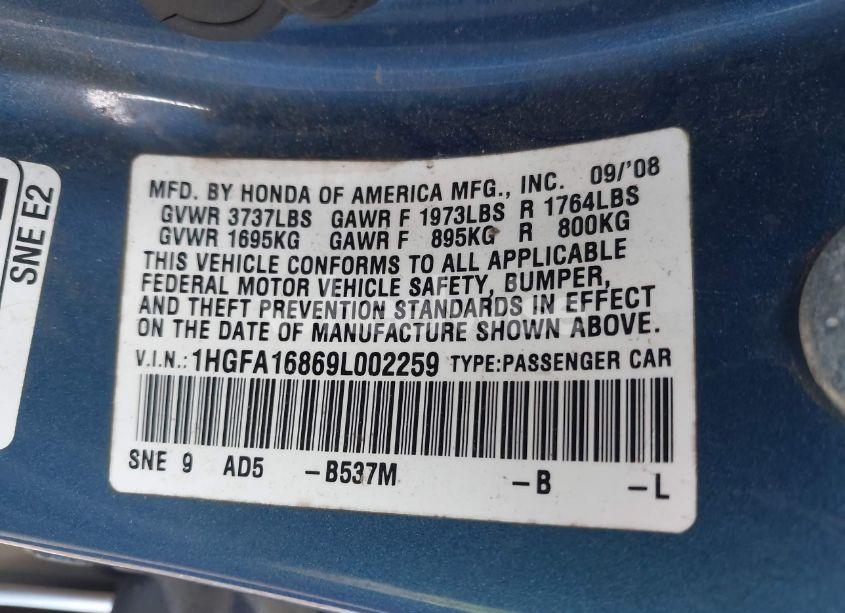 MFD. BY HONDA OF AMERICA MFG., INC. 09/'08
GVWR 3737LBS GAWR F 1973LBS R 1764LBS
GVWR 1695KG GAWR F 895KG R 800KG
THIS VEHICLE CONFORMS TO ALL APPLICABLE
FEDERAL MOTOR VEHICLE SAFETY, BUMPER,
AND THEFT PREVENTION STANDARDS IN EFFECT
ON THE DATE OF MANUFACTURE SHOWN ABOVE.
V.I.N.: 1HGFA16869L002259 TYPE:PASSENGER CAR
SNE 9 AD5 -B537M -B -L
SNE E2